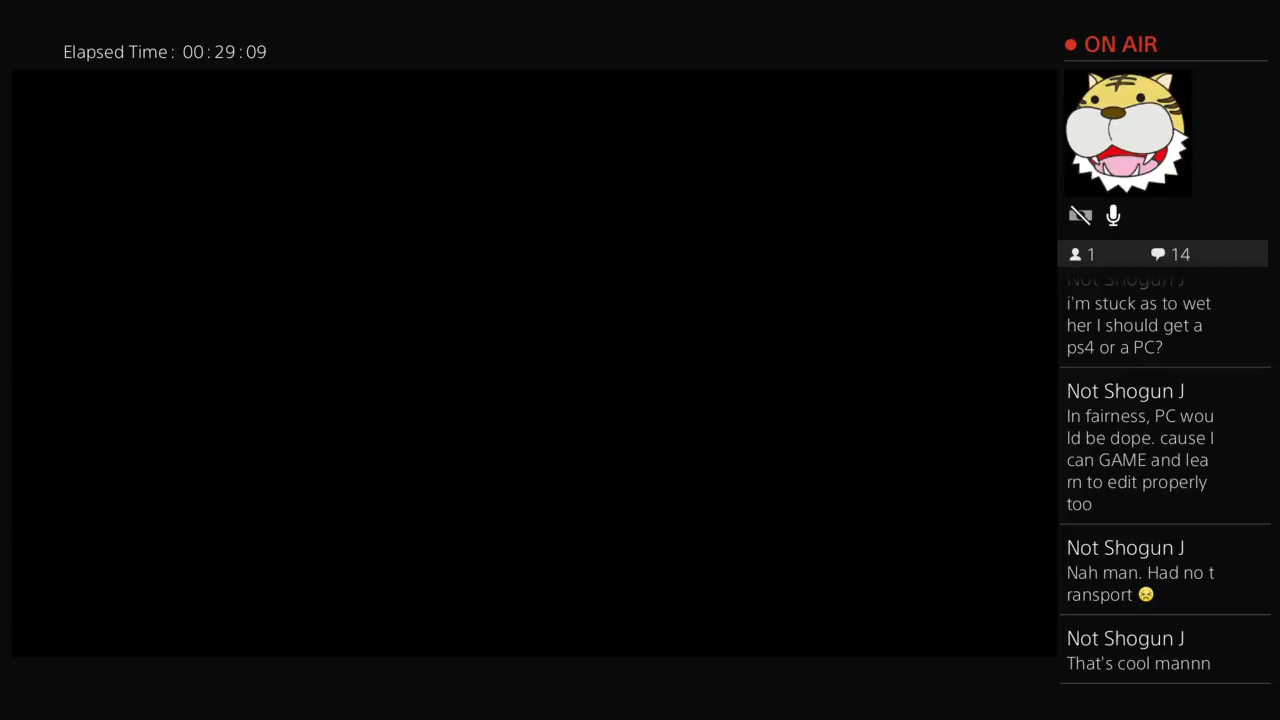 Elapsed Time: 00:29:09
ON AIR
1 14
Not Shogun J
i'm stuck as to wet
her I should get a
ps4 or a PC?
Not Shogun J
In fairness, PC wou
ld be dope. cause I
can GAME and lea
rn to edit properly
too
Not Shogun J
Nah man. Had no t
ransport 😣
Not Shogun J
That's cool mannn